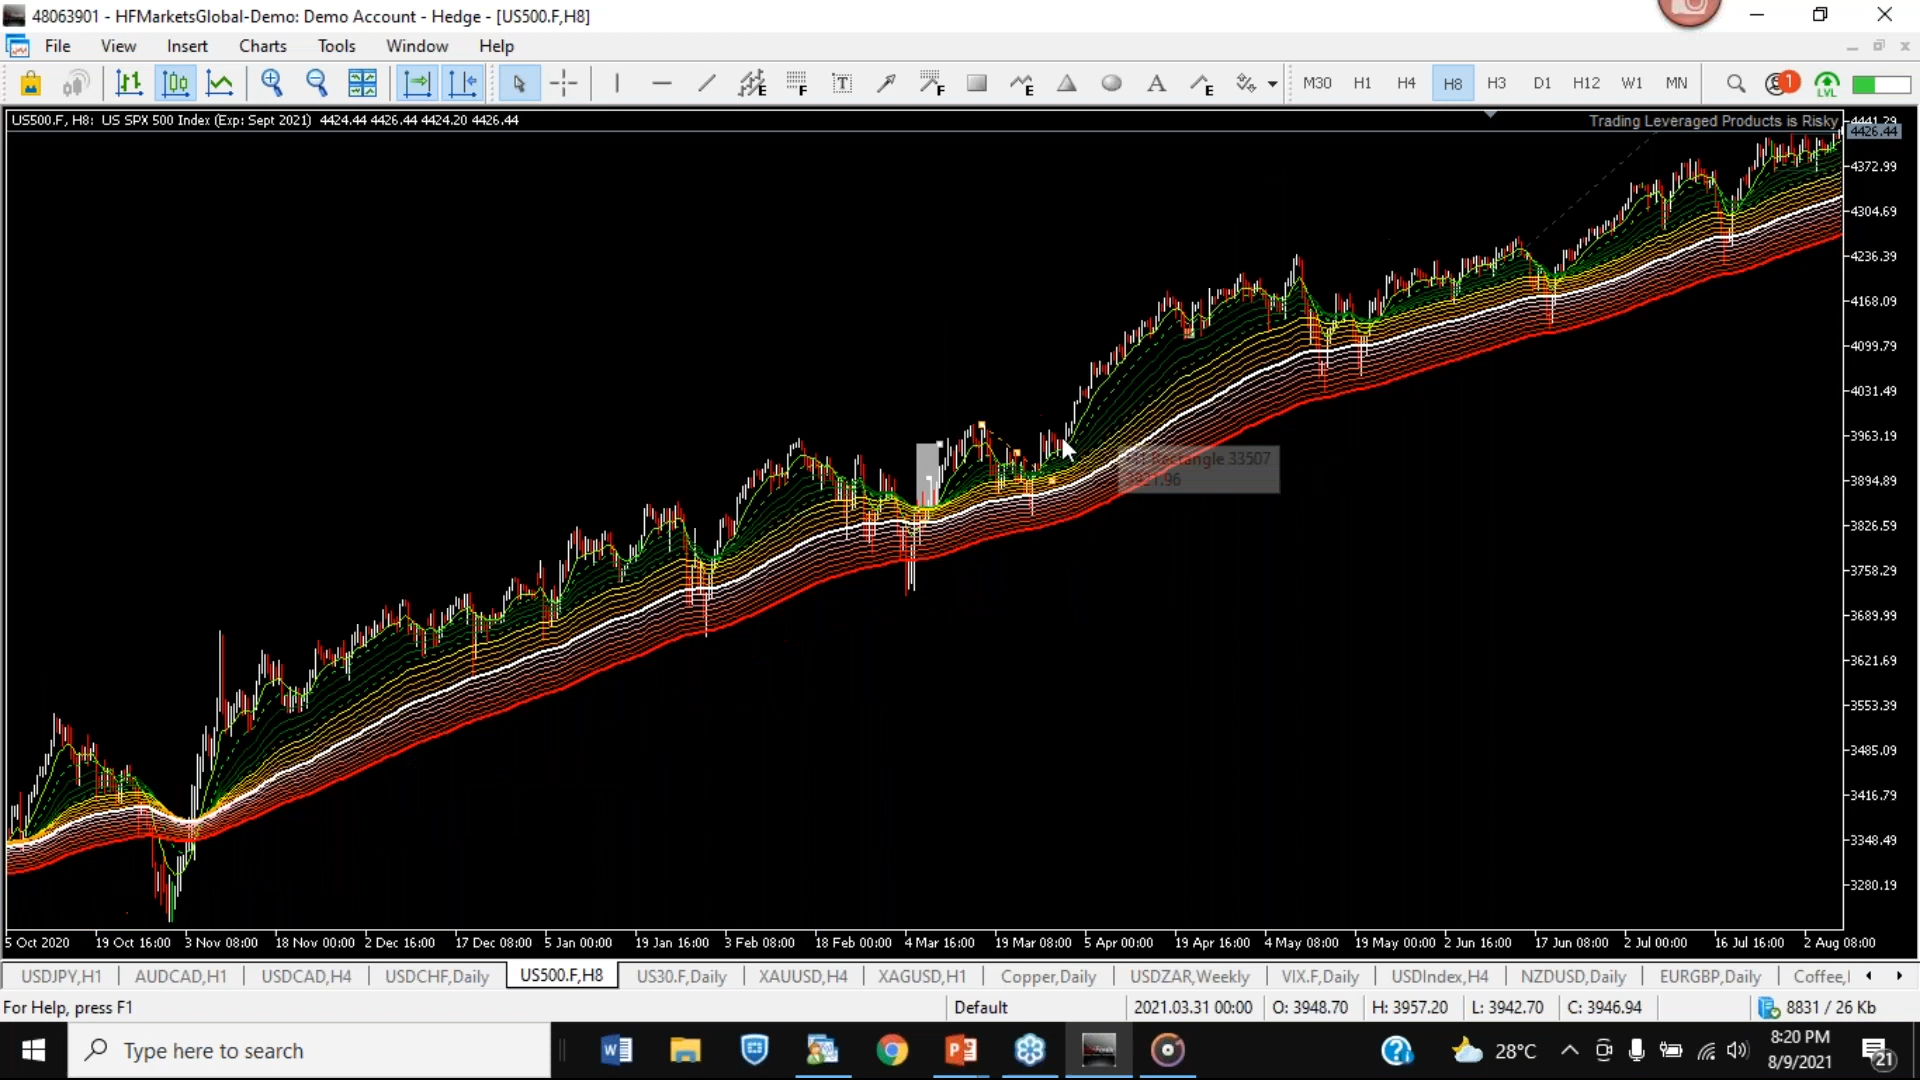 48063901 - HFMarketsGlobal-Demo: Demo Account - Hedge - [US500.F,H8]
File View Insert Charts Tools Window Help
E F T F E A E M30 H1 H4 H8 H3 D1 H12 W1 MN 1 LVL
US500.F, H8: US SPX 500 Index (Exp: Sept 2021) 4424.44 4426.44 4424.20 4426.44
Trading Leveraged Products is Risky
4441.29
4426.44
4372.99
4304.69
4236.39
4168.09
4099.79
4031.49
3963.19
3894.89
3826.59
3758.29
3689.99
3621.69
3553.39
3485.09
3416.79
3348.49
3280.19
Rectangle 33507
5 Oct 2020 19 Oct 16:00 3 Nov 08:00 18 Nov 00:00 2 Dec 16:00 17 Dec 08:00 5 Jan 00:00 19 Jan 16:00 3 Feb 08:00 18 Feb 00:00 4 Mar 16:00 19 Mar 08:00 5 Apr 00:00 19 Apr 16:00 4 May 08:00 19 May 00:00 2 Jun 16:00 17 Jun 08:00 2 Jul 00:00 16 Jul 16:00 2 Aug 08:00
USDJPY,H1 AUDCAD,H1 USDCAD,H4 USDCHF,Daily US500.F,H8 US30.F,Daily XAUUSD,H4 XAGUSD,H1 Copper,Daily USDZAR,Weekly VIX.F,Daily USDIndex,H4 NZDUSD,Daily EURGBP,Daily Coffee,
For Help, press F1 Default 2021.03.31 00:00 O: 3948.70 H: 3957.20 L: 3942.70 C: 3946.94 8831 / 26 Kb
Type here to search
28°C
8:20 PM
8/9/2021
21